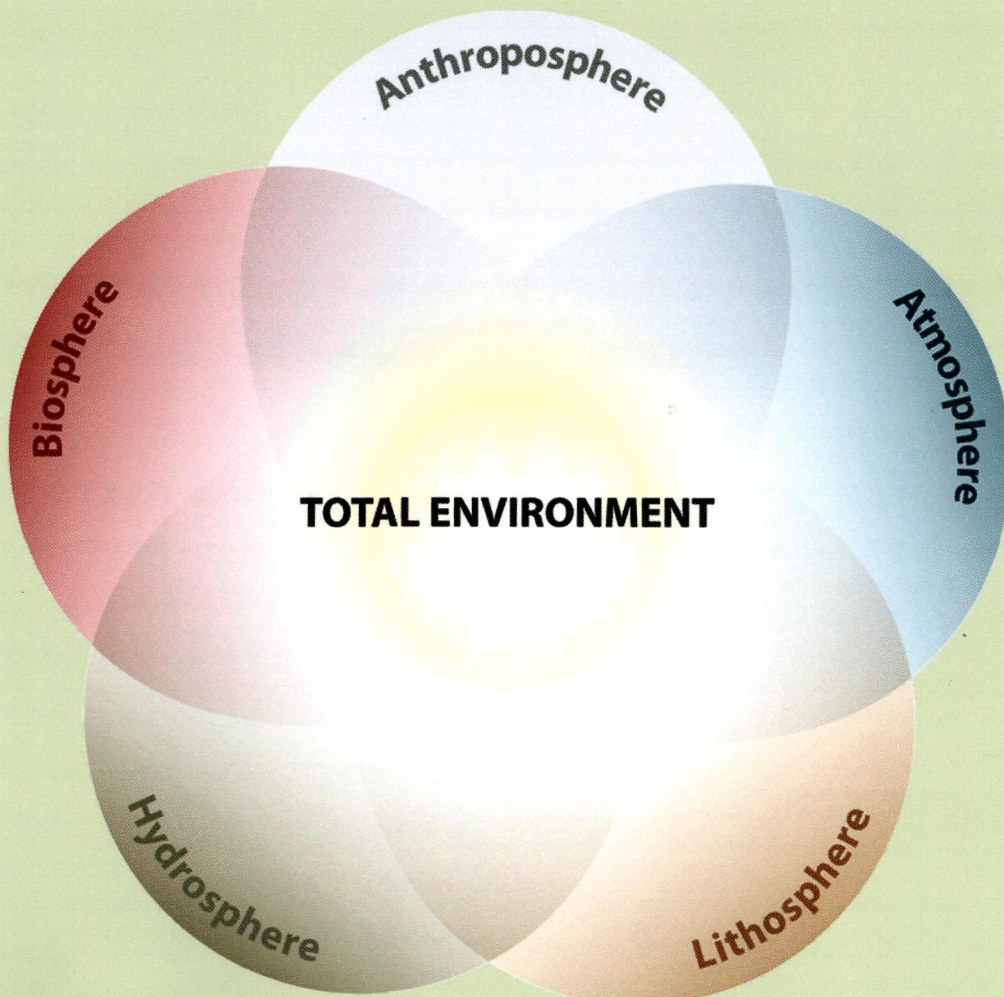 Anthroposphere
Biosphere
Atmosphere
TOTAL ENVIRONMENT
Hydrosphere
Lithosphere